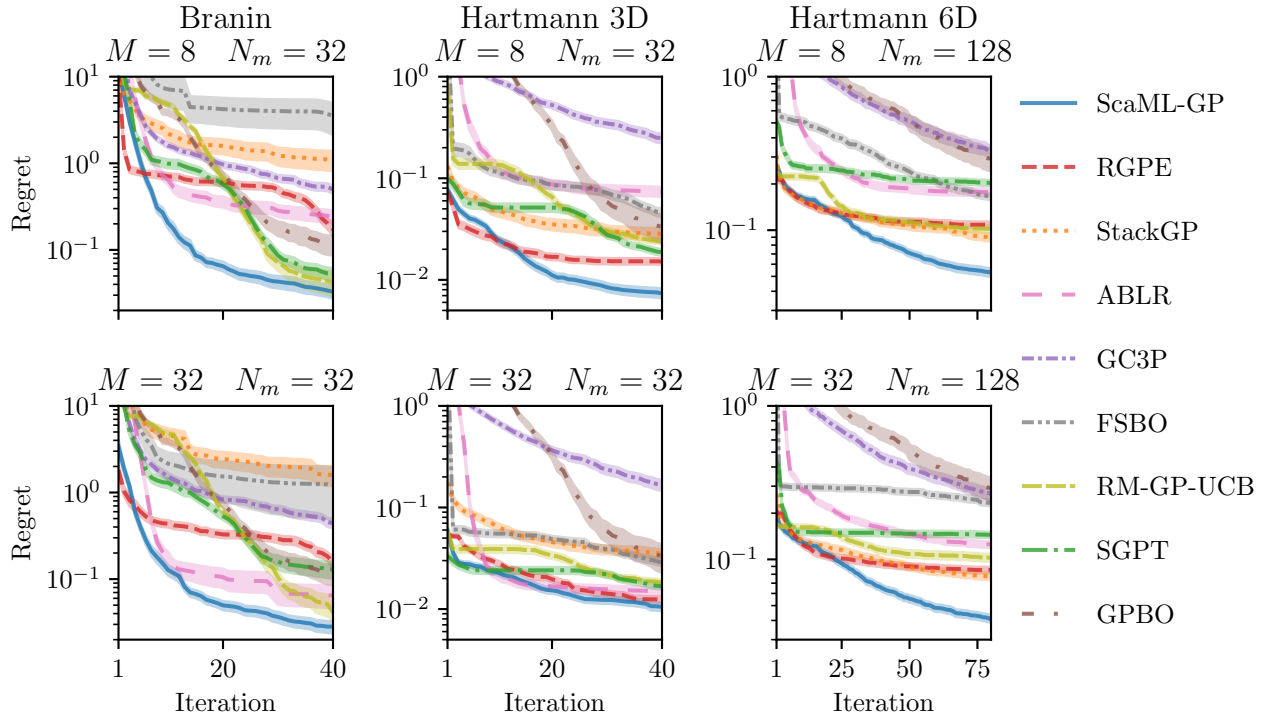 Branin
Hartmann 3D
Hartmann 6D
M = 8 N_m = 32
M = 8 N_m = 32
M = 8 N_m = 128
Regret
10^1
10^0
10^−1
10^0
10^−1
10^−2
10^0
10^−1
M = 32 N_m = 32
M = 32 N_m = 32
M = 32 N_m = 128
Regret
10^1
10^0
10^−1
10^0
10^−1
10^−2
10^0
10^−1
1 20 40
1 20 40
1 25 50 75
Iteration
Iteration
Iteration
ScaML-GP
RGPE
StackGP
ABLR
GC3P
FSBO
RM-GP-UCB
SGPT
GPBO